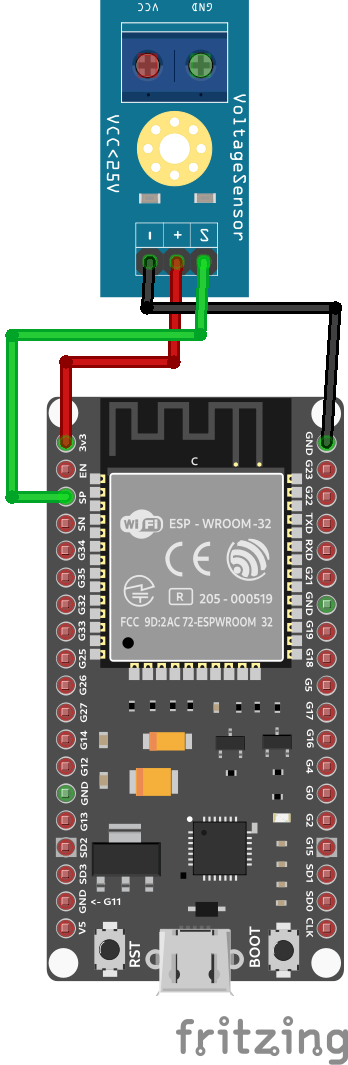 VCC GND
VoltageSensor
VCC<25V
- + S
C
3v3
EN
SP
SN
G34
G35
G32
G33
G25
G26
G27
G14
G12
GND
G13
SD2
SD3
GND
V5
<- G11
WiFi ESP - WROOM-32
CE
R 205 - 000519
FCC 9D:2AC 72-ESPWROOM 32
GND
G23
G22
TXD
RXD
G21
GND
G19
G18
G5
G17
G16
G4
G0
G2
G15
SD1
SD0
CLK
RST
BOOT
fritzing